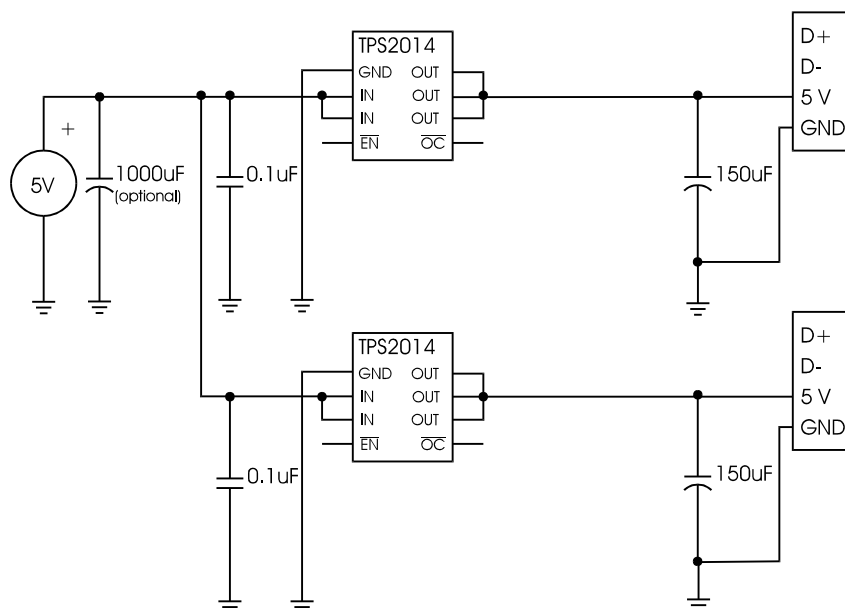 TPS2014
GND OUT
IN OUT
IN OUT
EN OC
D+
D-
5 V
GND
+
5V
1000uF
(optional)
0.1uF
150uF
TPS2014
GND OUT
IN OUT
IN OUT
EN OC
D+
D-
5 V
GND
0.1uF
150uF